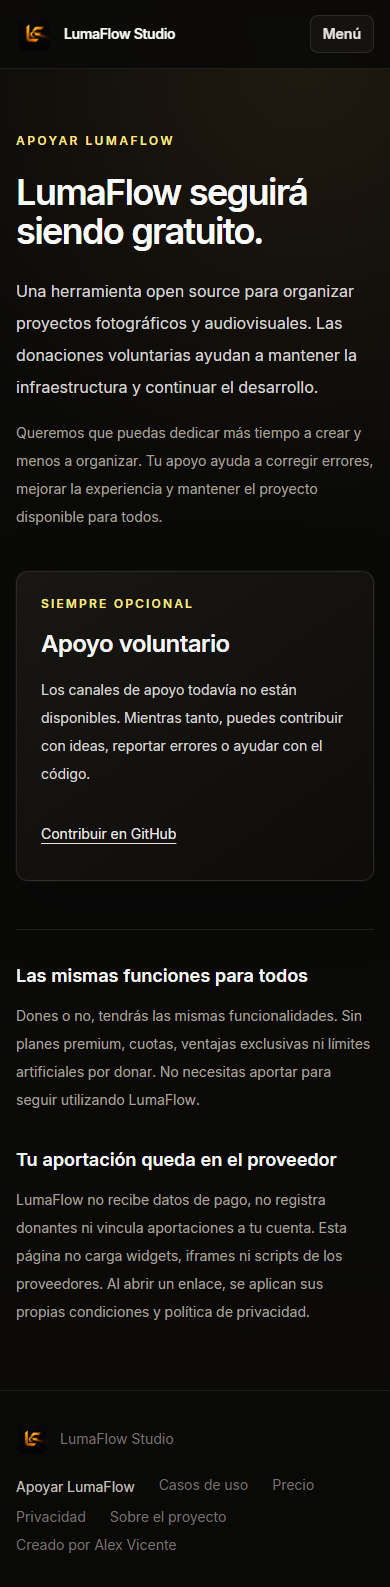 LumaFlow Studio
Menú
APOYAR LUMAFLOW
LumaFlow seguirá
siendo gratuito.
Una herramienta open source para organizar
proyectos fotográficos y audiovisuales. Las
donaciones voluntarias ayudan a mantener la
infraestructura y continuar el desarrollo.
Queremos que puedas dedicar más tiempo a crear y
menos a organizar. Tu apoyo ayuda a corregir errores,
mejorar la experiencia y mantener el proyecto
disponible para todos.
SIEMPRE OPCIONAL
Apoyo voluntario
Los canales de apoyo todavía no están
disponibles. Mientras tanto, puedes contribuir
con ideas, reportar errores o ayudar con el
código.
Contribuir en GitHub
Las mismas funciones para todos
Dones o no, tendrás las mismas funcionalidades. Sin
planes premium, cuotas, ventajas exclusivas ni límites
artificiales por donar. No necesitas aportar para
seguir utilizando LumaFlow.
Tu aportación queda en el proveedor
LumaFlow no recibe datos de pago, no registra
donantes ni vincula aportaciones a tu cuenta. Esta
página no carga widgets, iframes ni scripts de los
proveedores. Al abrir un enlace, se aplican sus
propias condiciones y política de privacidad.
LumaFlow Studio
Apoyar LumaFlow Casos de uso Precio
Privacidad Sobre el proyecto
Creado por Alex Vicente